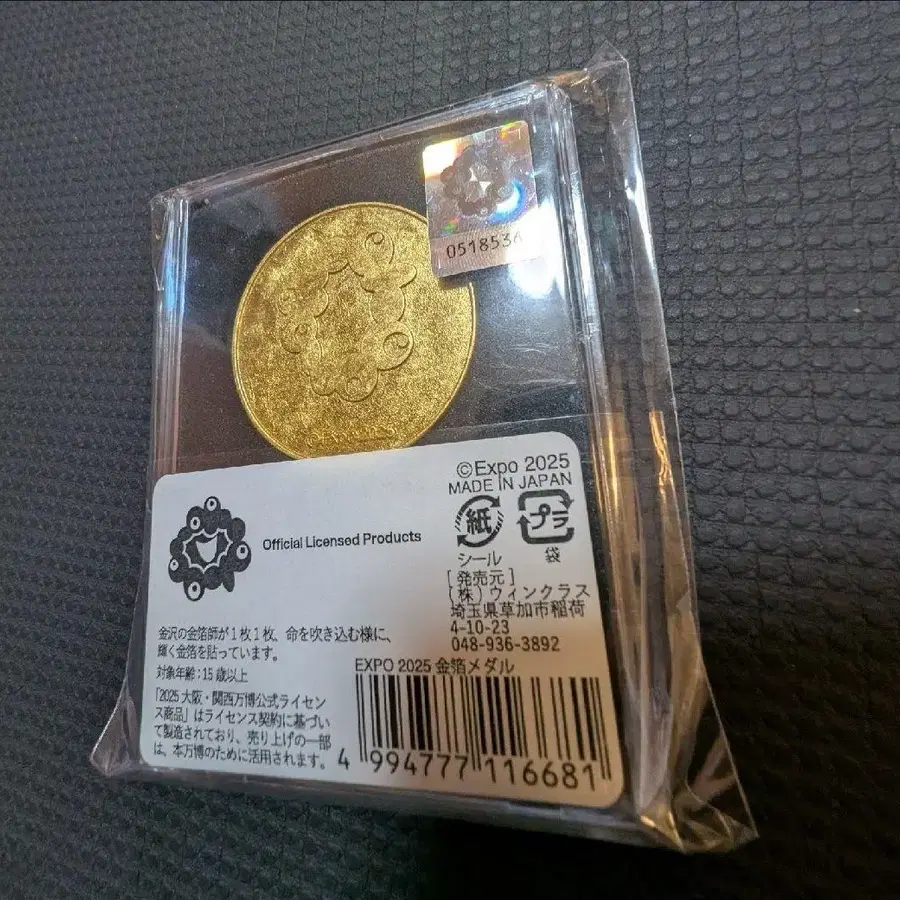 ©Expo 2025
MADE IN JAPAN
紙
プラ
シール
袋
Official Licensed Products
[発売元]
(株)ウィンクラス
埼玉県草加市稲荷
4-10-23
048-936-3892
金沢の金箔師が1枚1枚、命を吹き込む様に、
輝く金箔を貼っています。
対象年齢:15歳以上
「2025大阪・関西万博公式ライセン
ス商品」はライセンス契約に基づい
て製造されており、売り上げの一部
は、本万博のために活用されます。
EXPO 2025 金箔メダル
4 994777 116681